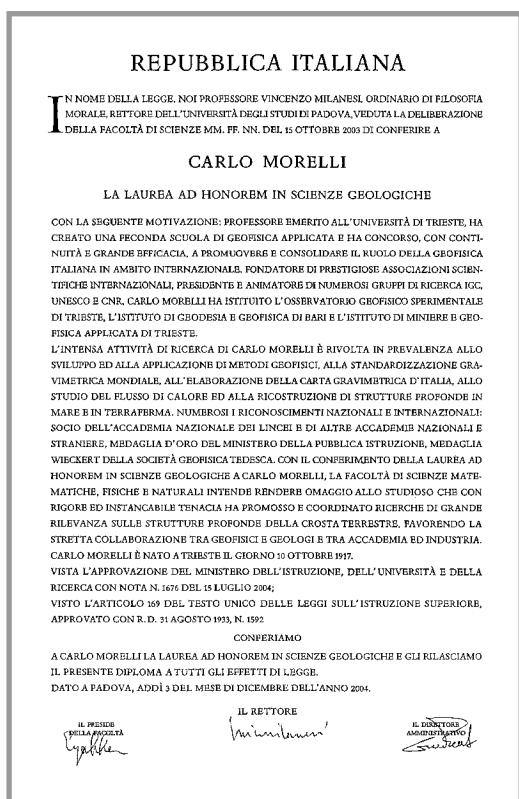 REPUBBLICA ITALIANA
IN NOME DELLA LEGGE, NOI PROFESSORE VINCENZO MILANESI, ORDINARIO DI FILOSOFIA
MORALE, RETTORE DELL'UNIVERSITÀ DEGLI STUDI DI PADOVA, VEDUTA LA DELIBERAZIONE
DELLA FACOLTÀ DI SCIENZE MM. FF. NN. DEL 15 OTTOBRE 2003 DI CONFERIRE A
CARLO MORELLI
LA LAUREA AD HONOREM IN SCIENZE GEOLOGICHE
CON LA SEGUENTE MOTIVAZIONE: PROFESSORE EMERITO ALL'UNIVERSITÀ DI TRIESTE, HA
CREATO UNA FECONDA SCUOLA DI GEOFISICA APPLICATA E HA CONCORSO, CON CONTI-
NUITÀ E GRANDE EFFICACIA, A PROMUOVERE E CONSOLIDARE IL RUOLO DELLA GEOFISICA
ITALIANA IN AMBITO INTERNAZIONALE. FONDATORE DI PRESTIGIOSE ASSOCIAZIONI SCIEN-
TIFICHE INTERNAZIONALI, PRESIDENTE E ANIMATORE DI NUMEROSI GRUPPI DI RICERCA IGC,
UNESCO E CNR, CARLO MORELLI HA ISTITUITO L'OSSERVATORIO GEOFISICO SPERIMENTALE
DI TRIESTE, L'ISTITUTO DI GEODESIA E GEOFISICA DI BARI E L'ISTITUTO DI MINIERE E GEO-
FISICA APPLICATA DI TRIESTE.
L'INTENSA ATTIVITÀ DI RICERCA DI CARLO MORELLI È RIVOLTA IN PREVALENZA ALLO
SVILUPPO ED ALLA APPLICAZIONE DI METODI GEOFISICI, ALLA STANDARDIZZAZIONE GRA-
VIMETRICA MONDIALE, ALL'ELABORAZIONE DELLA CARTA GRAVIMETRICA D'ITALIA, ALLO
STUDIO DEL FLUSSO DI CALORE ED ALLA RICOSTRUZIONE DI STRUTTURE PROFONDE IN
MARE E IN TERRAFERMA. NUMEROSI I RICONOSCIMENTI NAZIONALI E INTERNAZIONALI:
SOCIO DELL'ACCADEMIA NAZIONALE DEI LINCEI E DI ALTRE ACCADEMIE NAZIONALI E
STRANIERE, MEDAGLIA D'ORO DEL MINISTERO DELLA PUBBLICA ISTRUZIONE, MEDAGLIA
WIECKERT DELLA SOCIETÀ GEOFISICA TEDESCA. CON IL CONFERIMENTO DELLA LAUREA AD
HONOREM IN SCIENZE GEOLOGICHE A CARLO MORELLI, LA FACOLTÀ DI SCIENZE MATE-
MATICHE, FISICHE E NATURALI INTENDE RENDERE OMAGGIO ALLO STUDIOSO CHE CON
RIGORE ED INSTANCABILE TENACIA HA PROMOSSO E COORDINATO RICERCHE DI GRANDE
RILEVANZA SULLE STRUTTURE PROFONDE DELLA CROSTA TERRESTRE, FAVORENDO LA
STRETTA COLLABORAZIONE TRA GEOFISICI E GEOLOGI E TRA ACCADEMIA ED INDUSTRIA.
CARLO MORELLI È NATO A TRIESTE IL GIORNO 10 OTTOBRE 1917.
VISTA L'APPROVAZIONE DEL MINISTERO DELL'ISTRUZIONE, DELL'UNIVERSITÀ E DELLA
RICERCA CON NOTA N. 1676 DEL 15 LUGLIO 2004;
VISTO L'ARTICOLO 169 DEL TESTO UNICO DELLE LEGGI SULL'ISTRUZIONE SUPERIORE,
APPROVATO CON R.D. 31 AGOSTO 1933, N. 1592
CONFERIAMO
A CARLO MORELLI LA LAUREA AD HONOREM IN SCIENZE GEOLOGICHE E GLI RILASCIAMO
IL PRESENTE DIPLOMA A TUTTI GLI EFFETTI DI LEGGE.
DATO A PADOVA, ADDÌ 3 DEL MESE DI DICEMBRE DELL'ANNO 2004.
IL RETTORE
IL PRESIDE
DELLA FACOLTÀ
IL DIRETTORE
AMMINISTRATIVO